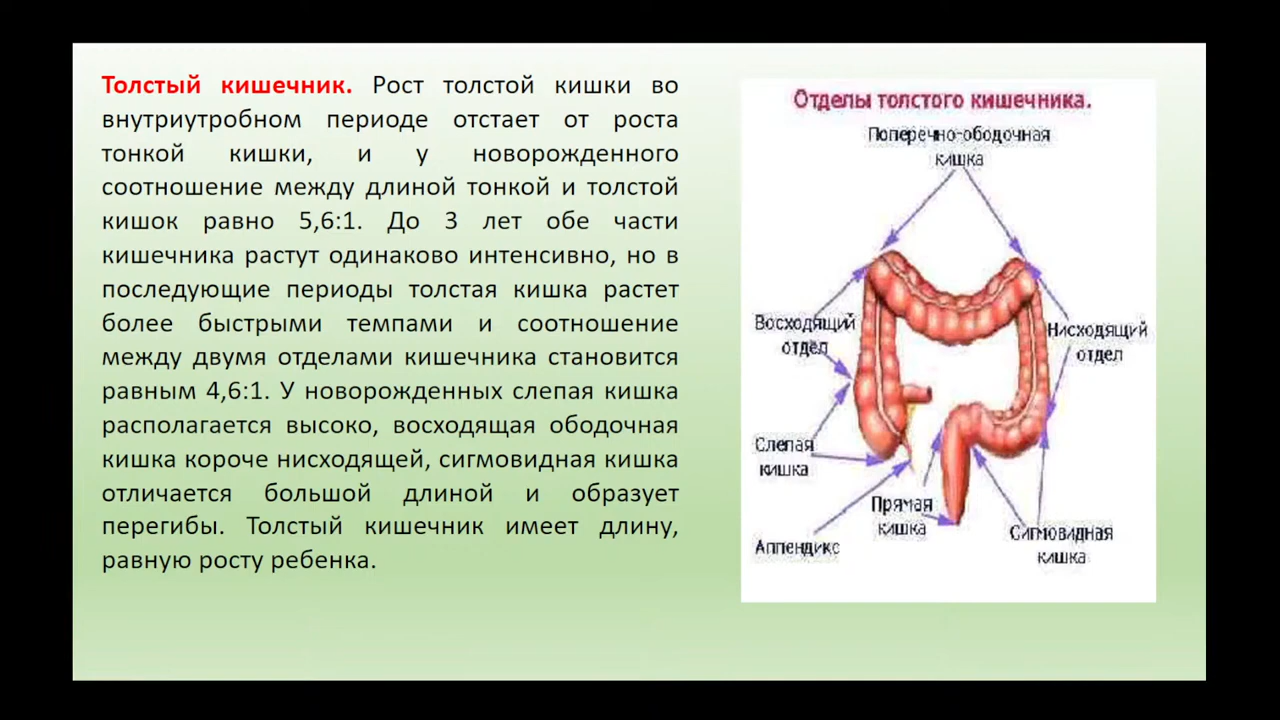 Толстый кишечник. Рост толстой кишки во
внутриутробном периоде отстает от роста
тонкой кишки, и у новорожденного
соотношение между длиной тонкой и толстой
кишок равно 5,6:1. До 3 лет обе части
кишечника растут одинаково интенсивно, но в
последующие периоды толстая кишка растет
более быстрыми темпами и соотношение
между двумя отделами кишечника становится
равным 4,6:1. У новорожденных слепая кишка
располагается высоко, восходящая ободочная
кишка короче нисходящей, сигмовидная кишка
отличается большой длиной и образует
перегибы. Толстый кишечник имеет длину,
равную росту ребенка.
Отделы толстого кишечника.
Поперечно-ободочная
кишка
Восходящий
отдел
Нисходящий
отдел
Слепая
кишка
Прямая
кишка
Аппендикс
Сигмовидная
кишка